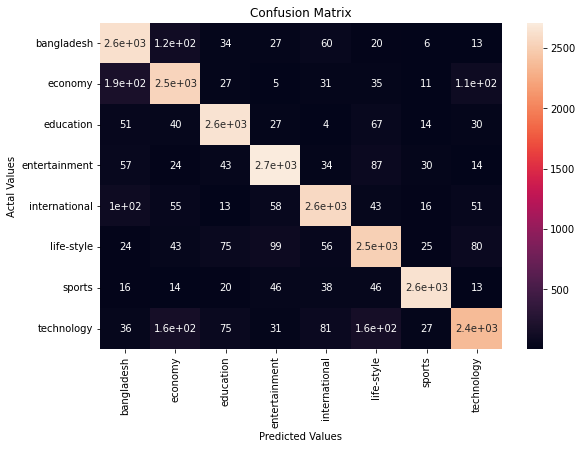 Confusion Matrix
Actal Values
bangladesh 2.6e+03 1.2e+02 34 27 60 20 6 13
economy 1.9e+02 2.5e+03 27 5 31 35 11 1.1e+02
education 51 40 2.6e+03 27 4 67 14 30
entertainment 57 24 43 2.7e+03 34 87 30 14
international 1e+02 55 13 58 2.6e+03 43 16 51
life-style 24 43 75 99 56 2.5e+03 25 80
sports 16 14 20 46 38 46 2.6e+03 13
technology 36 1.6e+02 75 31 81 1.6e+02 27 2.4e+03
bangladesh economy education entertainment international life-style sports technology
Predicted Values
2500
2000
1500
1000
500